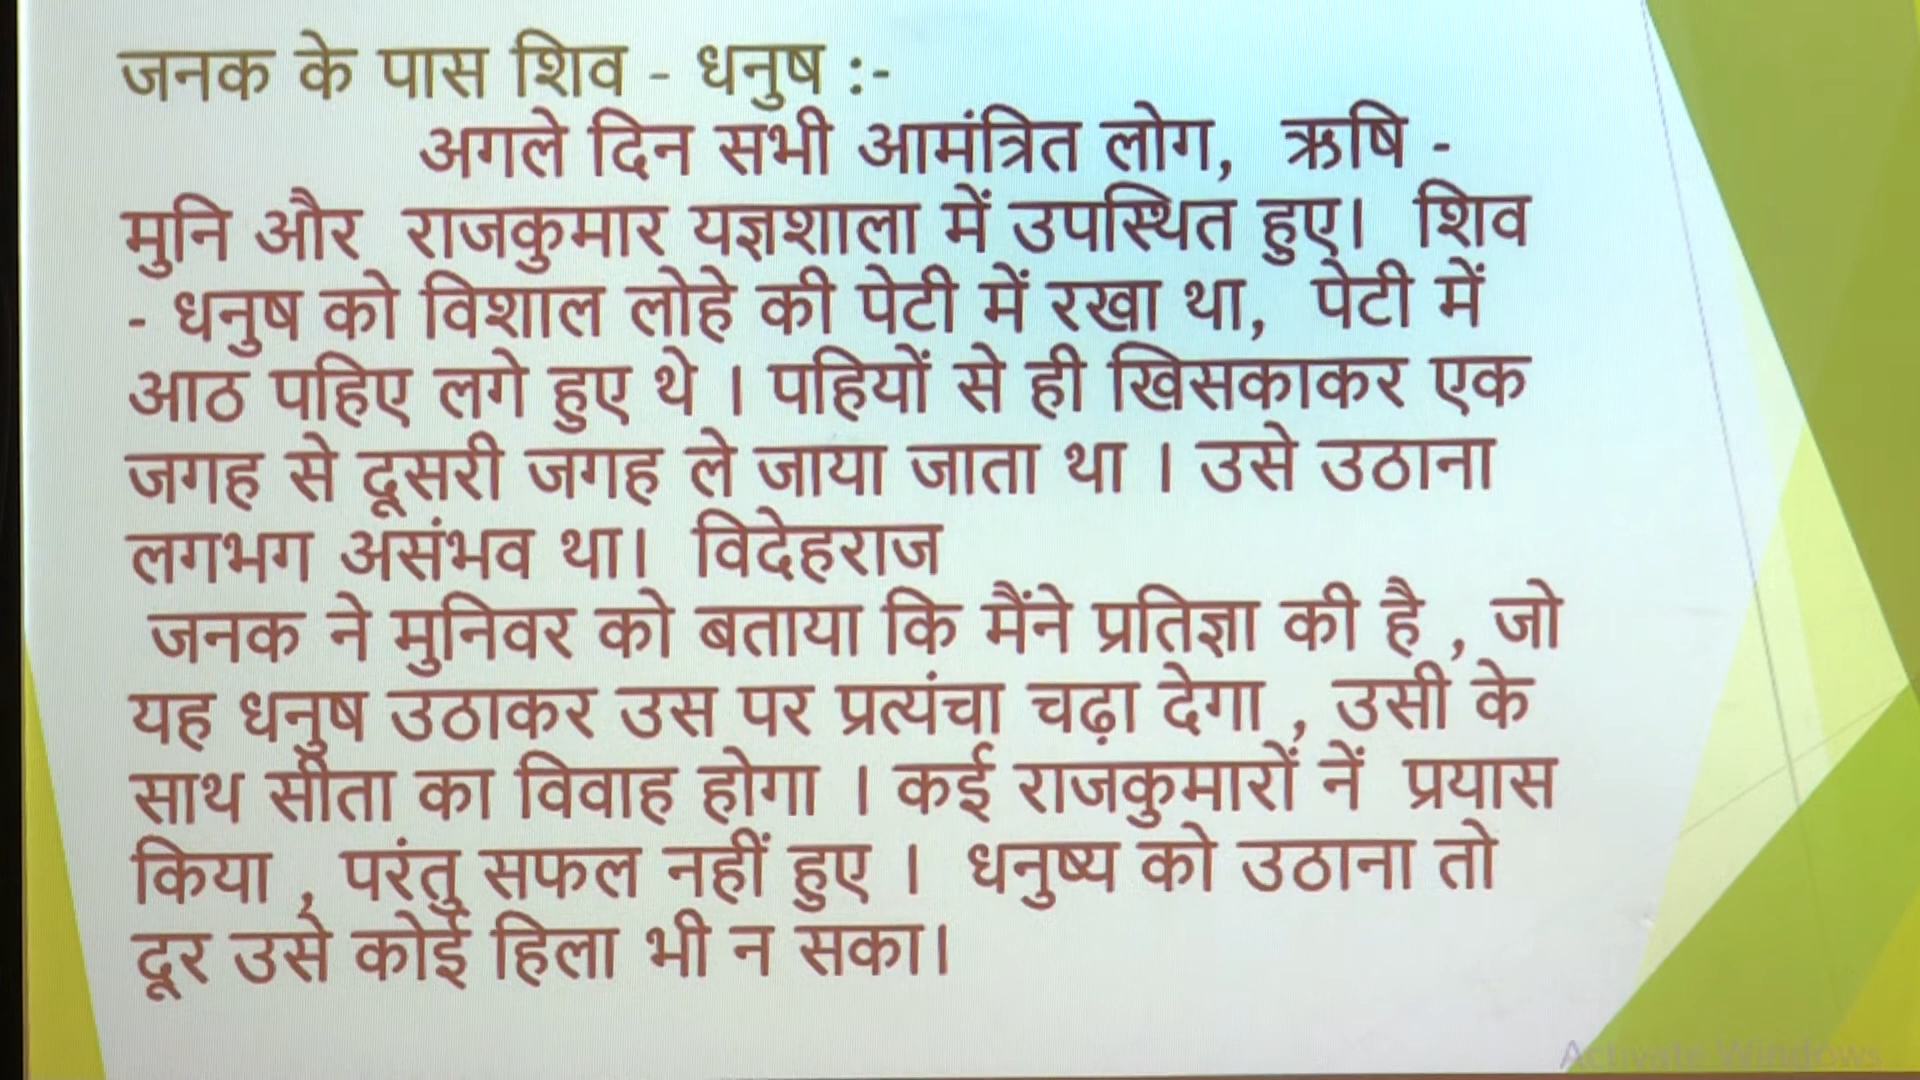 जनक के पास शिव - धनुष :-
अगले दिन सभी आमंत्रित लोग, ऋषि -
मुनि और राजकुमार यज्ञशाला में उपस्थित हुए। शिव
- धनुष को विशाल लोहे की पेटी में रखा था, पेटी में
आठ पहिए लगे हुए थे । पहियों से ही खिसकाकर एक
जगह से दूसरी जगह ले जाया जाता था । उसे उठाना
लगभग असंभव था। विदेहराज
जनक ने मुनिवर को बताया कि मैंने प्रतिज्ञा की है , जो
यह धनुष उठाकर उस पर प्रत्यंचा चढ़ा देगा , उसी के
साथ सीता का विवाह होगा । कई राजकुमारों नें प्रयास
किया , परंतु सफल नहीं हुए । धनुष्य को उठाना तो
दूर उसे कोई हिला भी न सका।
Activate Windows